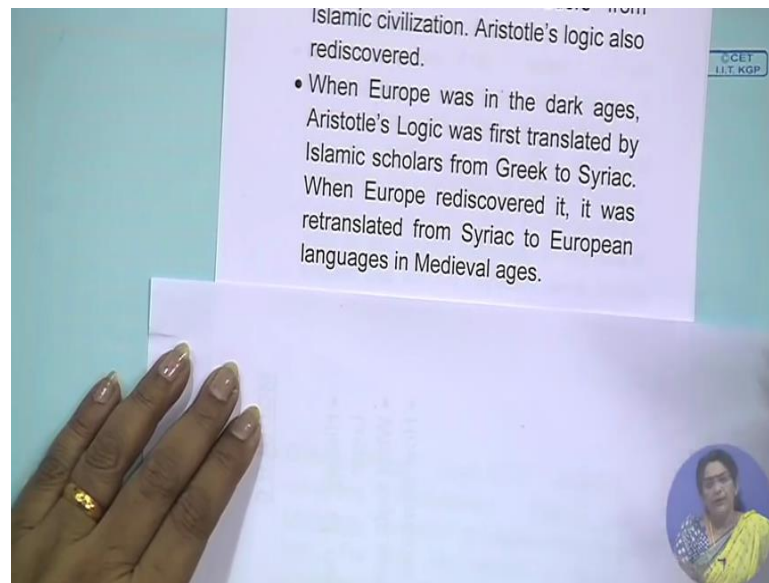 from
Islamic civilization. Aristotle's logic also
rediscovered.
• When Europe was in the dark ages,
Aristotle's Logic was first translated by
Islamic scholars from Greek to Syriac.
When Europe rediscovered it, it was
retranslated from Syriac to European
languages in Medieval ages.
©CET
I.I.T. KGP